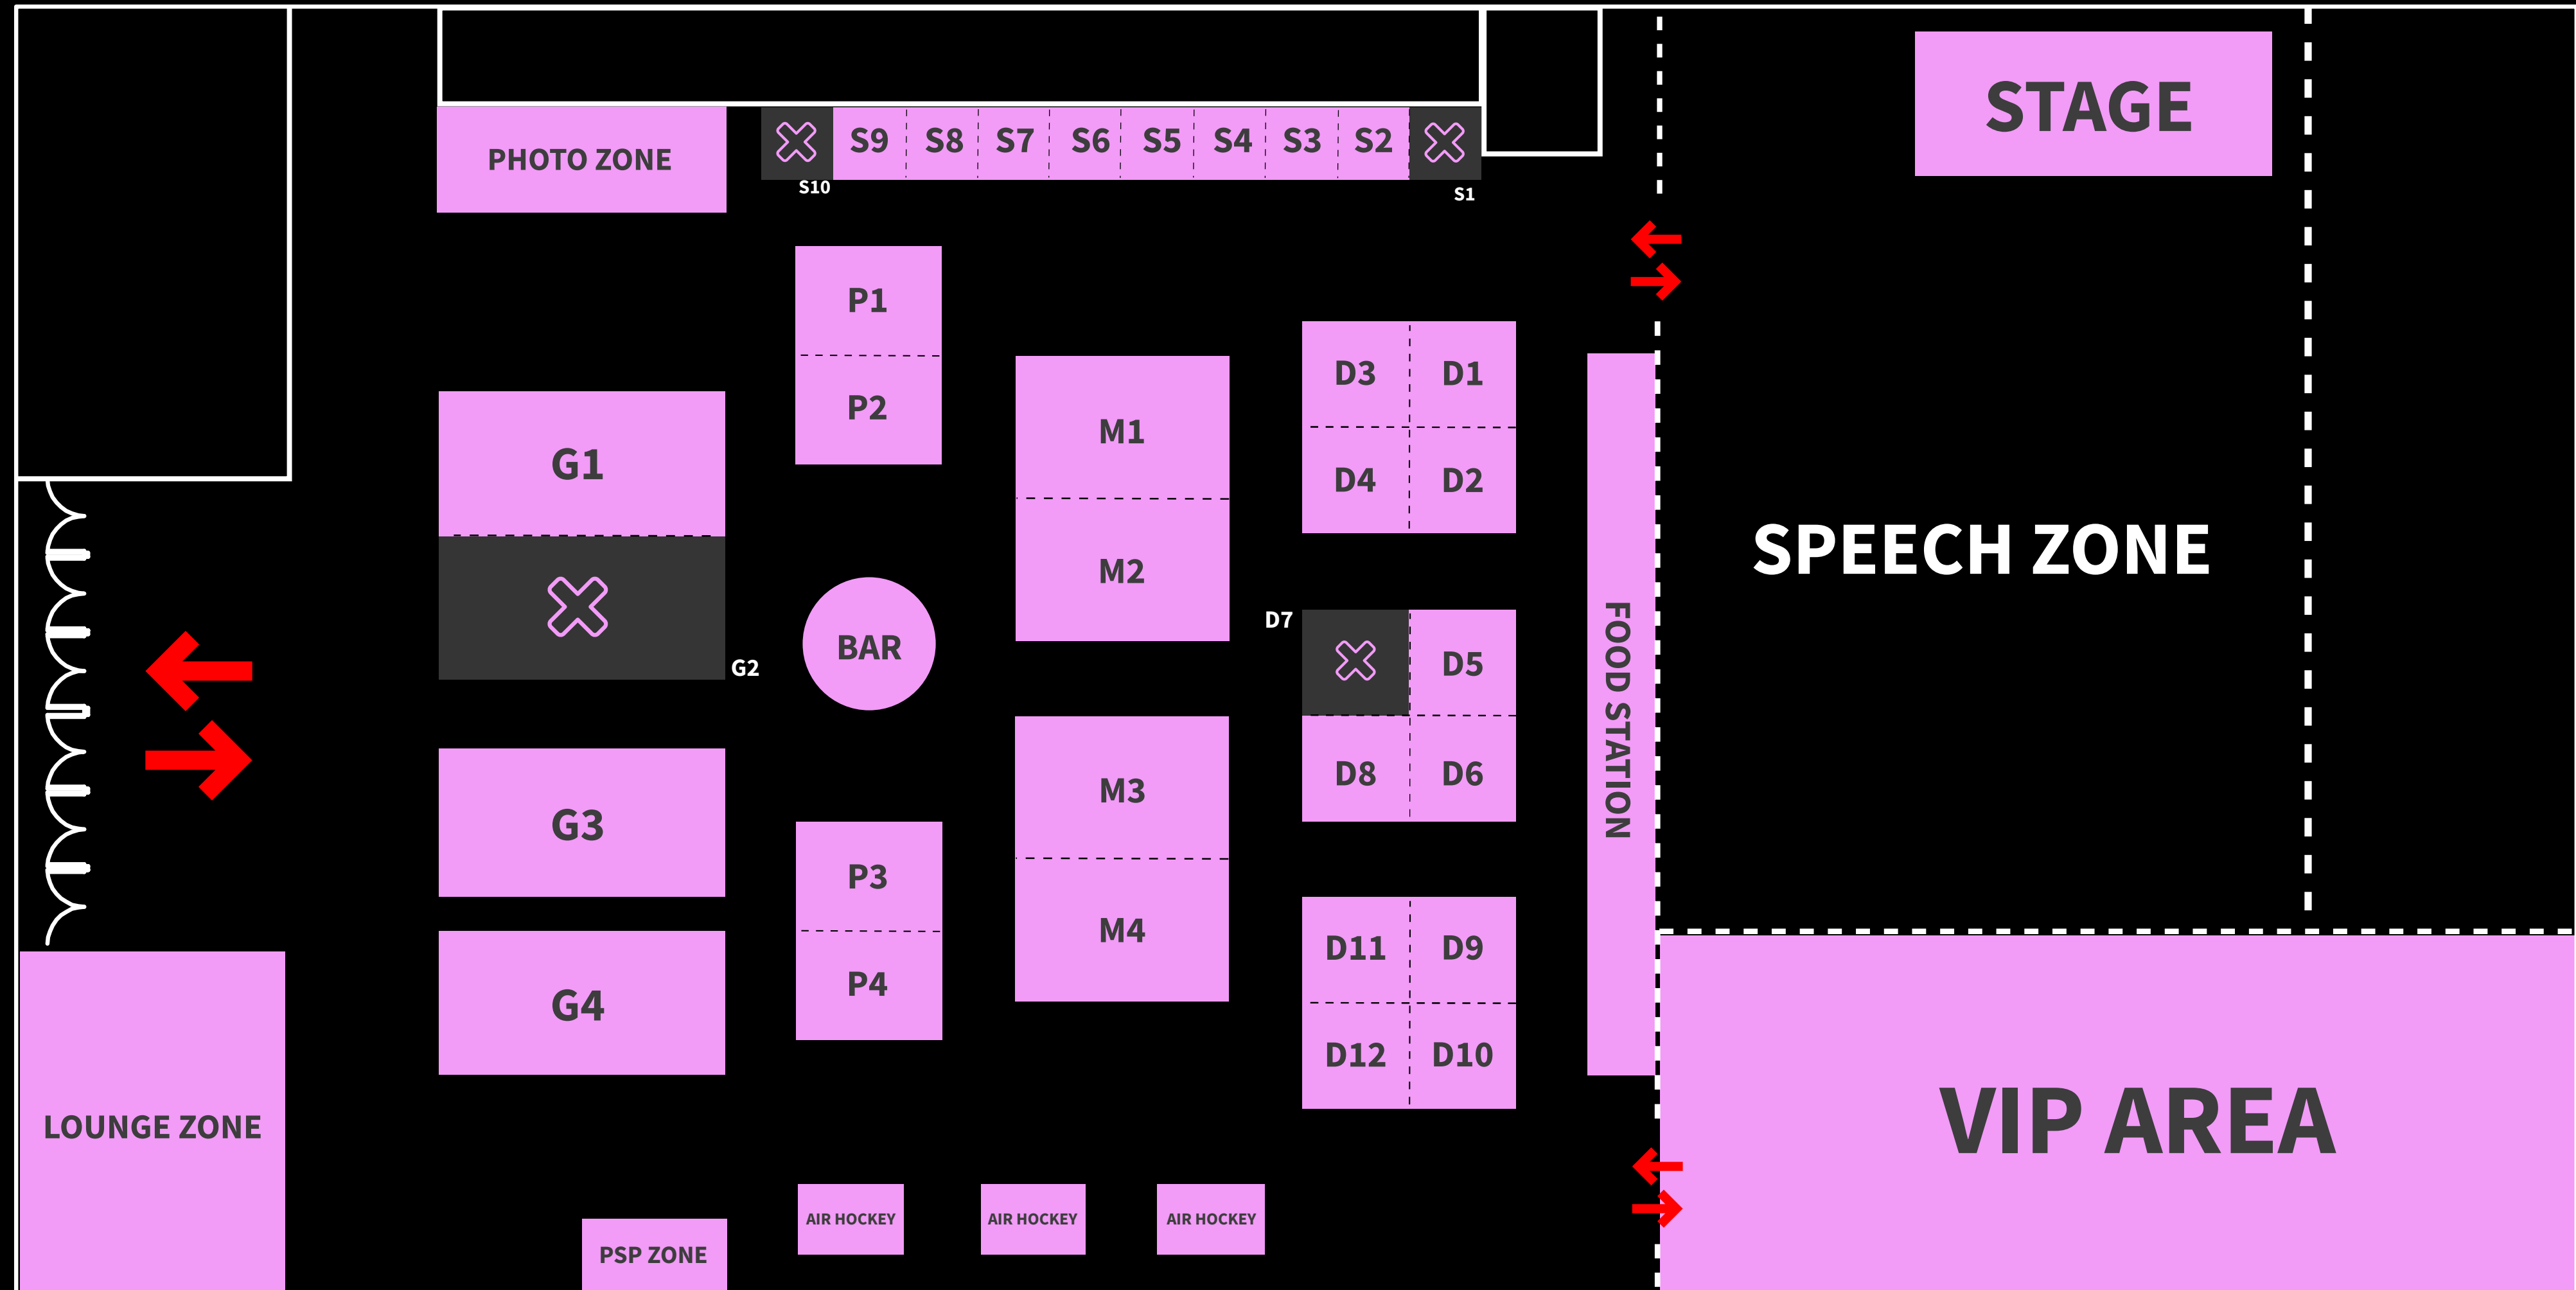 STAGE
PHOTO ZONE
S9 S8 S7 S6 S5 S4 S3 S2
S10
S1
P1
P2
D3 D1
D4 D2
M1
M2
G1
G2
BAR
SPEECH ZONE
D7
D5
D8 D6
FOOD STATION
G3
M3
M4
P3
P4
G4
D11 D9
D12 D10
LOUNGE ZONE
VIP AREA
AIR HOCKEY
AIR HOCKEY
AIR HOCKEY
PSP ZONE